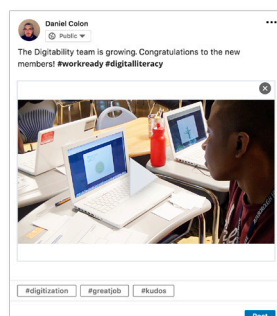 Daniel Colon
Public
The Digitability team is growing. Congratulations to the new
members! #workready #digitalliteracy
#digitization #greatjob #kudos
Post